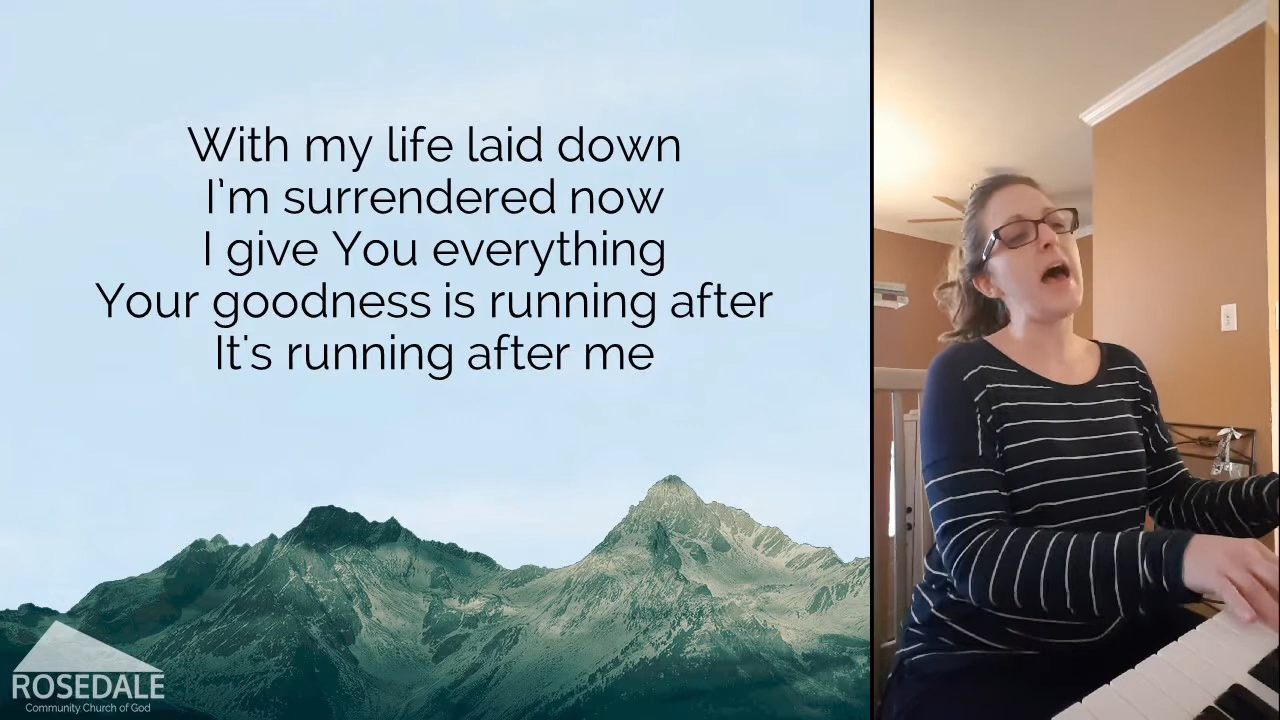 With my life laid down
I'm surrendered now
I give You everything
Your goodness is running after
It's running after me
ROSEDALE
Community Church of God